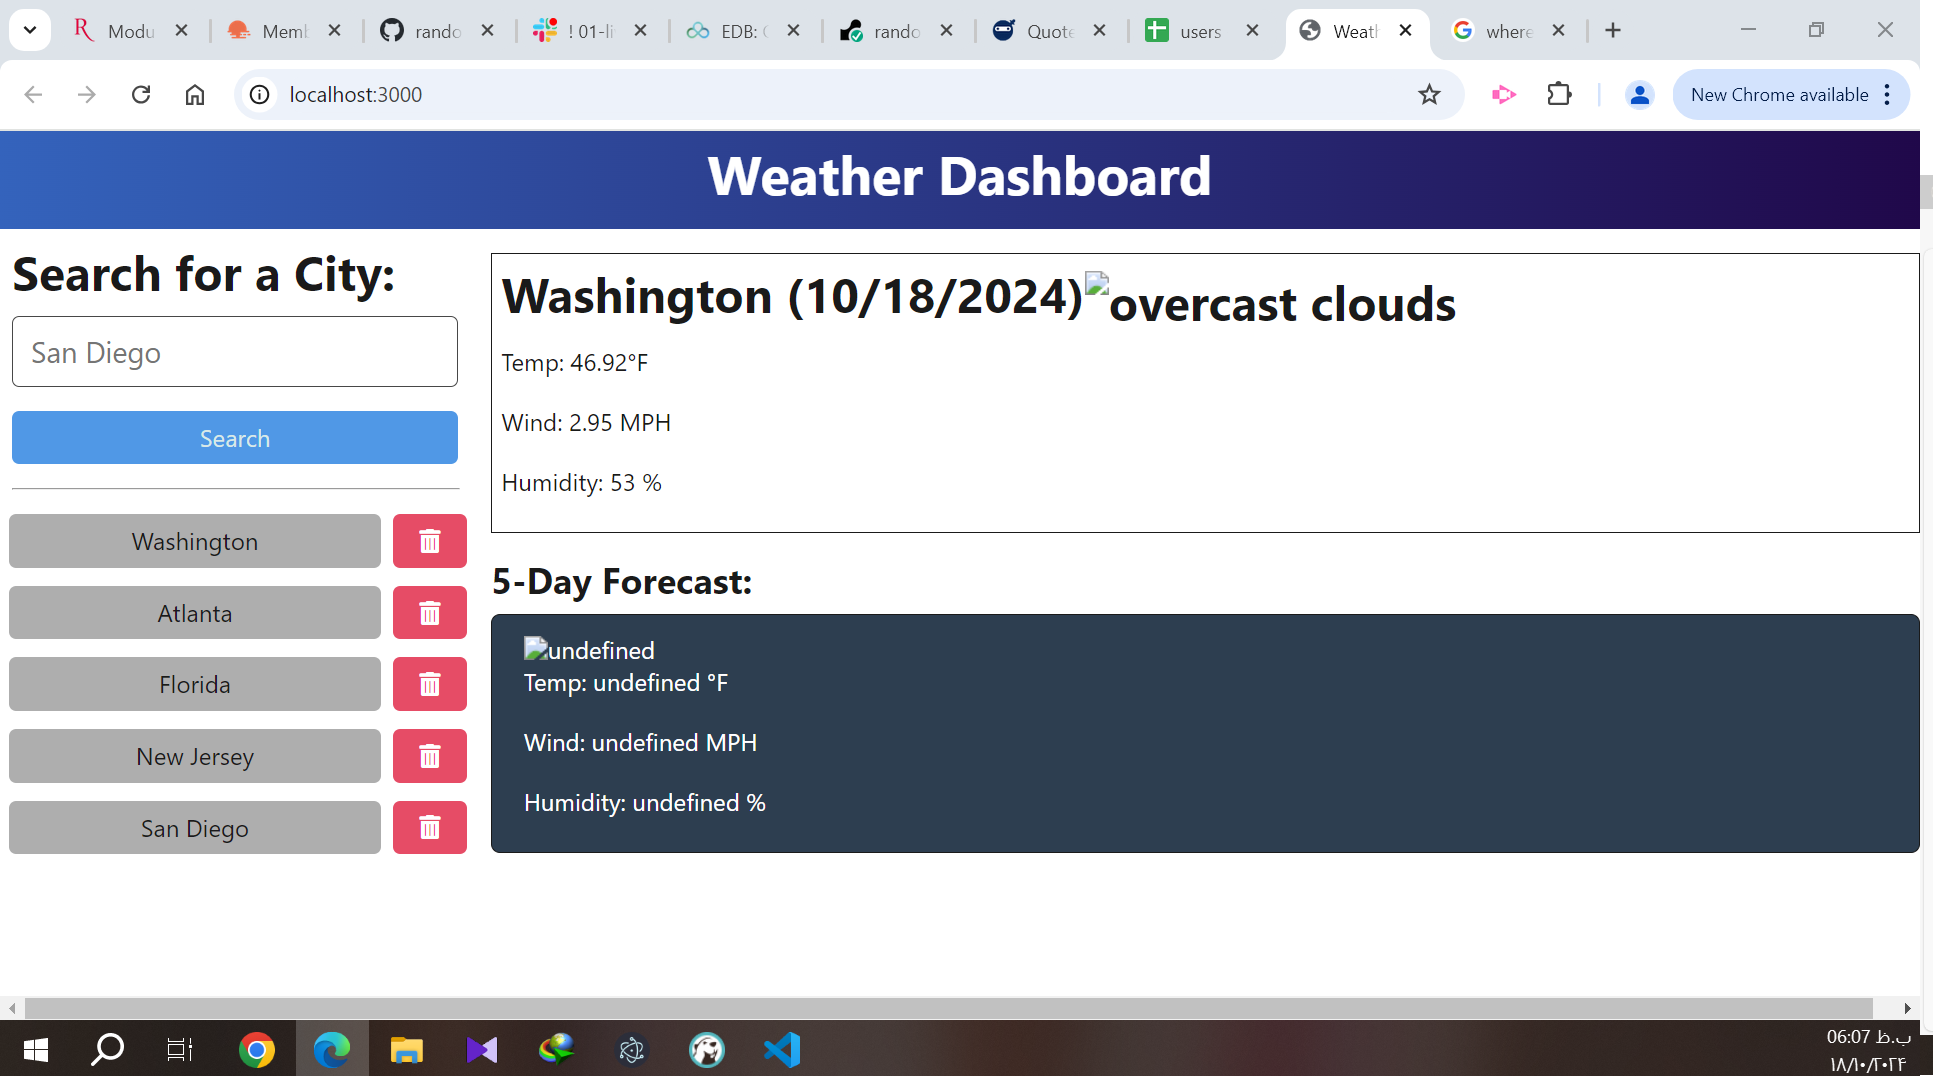 Modu
Memb
rando
! 01-li
EDB: (
rando
Quote
users
Weath
where
localhost:3000
New Chrome available
Weather Dashboard
Search for a City:
San Diego
Search
Washington
Atlanta
Florida
New Jersey
San Diego
Washington (10/18/2024)overcast clouds
Temp: 46.92°F
Wind: 2.95 MPH
Humidity: 53 %
5-Day Forecast:
undefined
Temp: undefined °F
Wind: undefined MPH
Humidity: undefined %
06:07 ب.ظ
۱۸/۱۰/۲۰۲۴